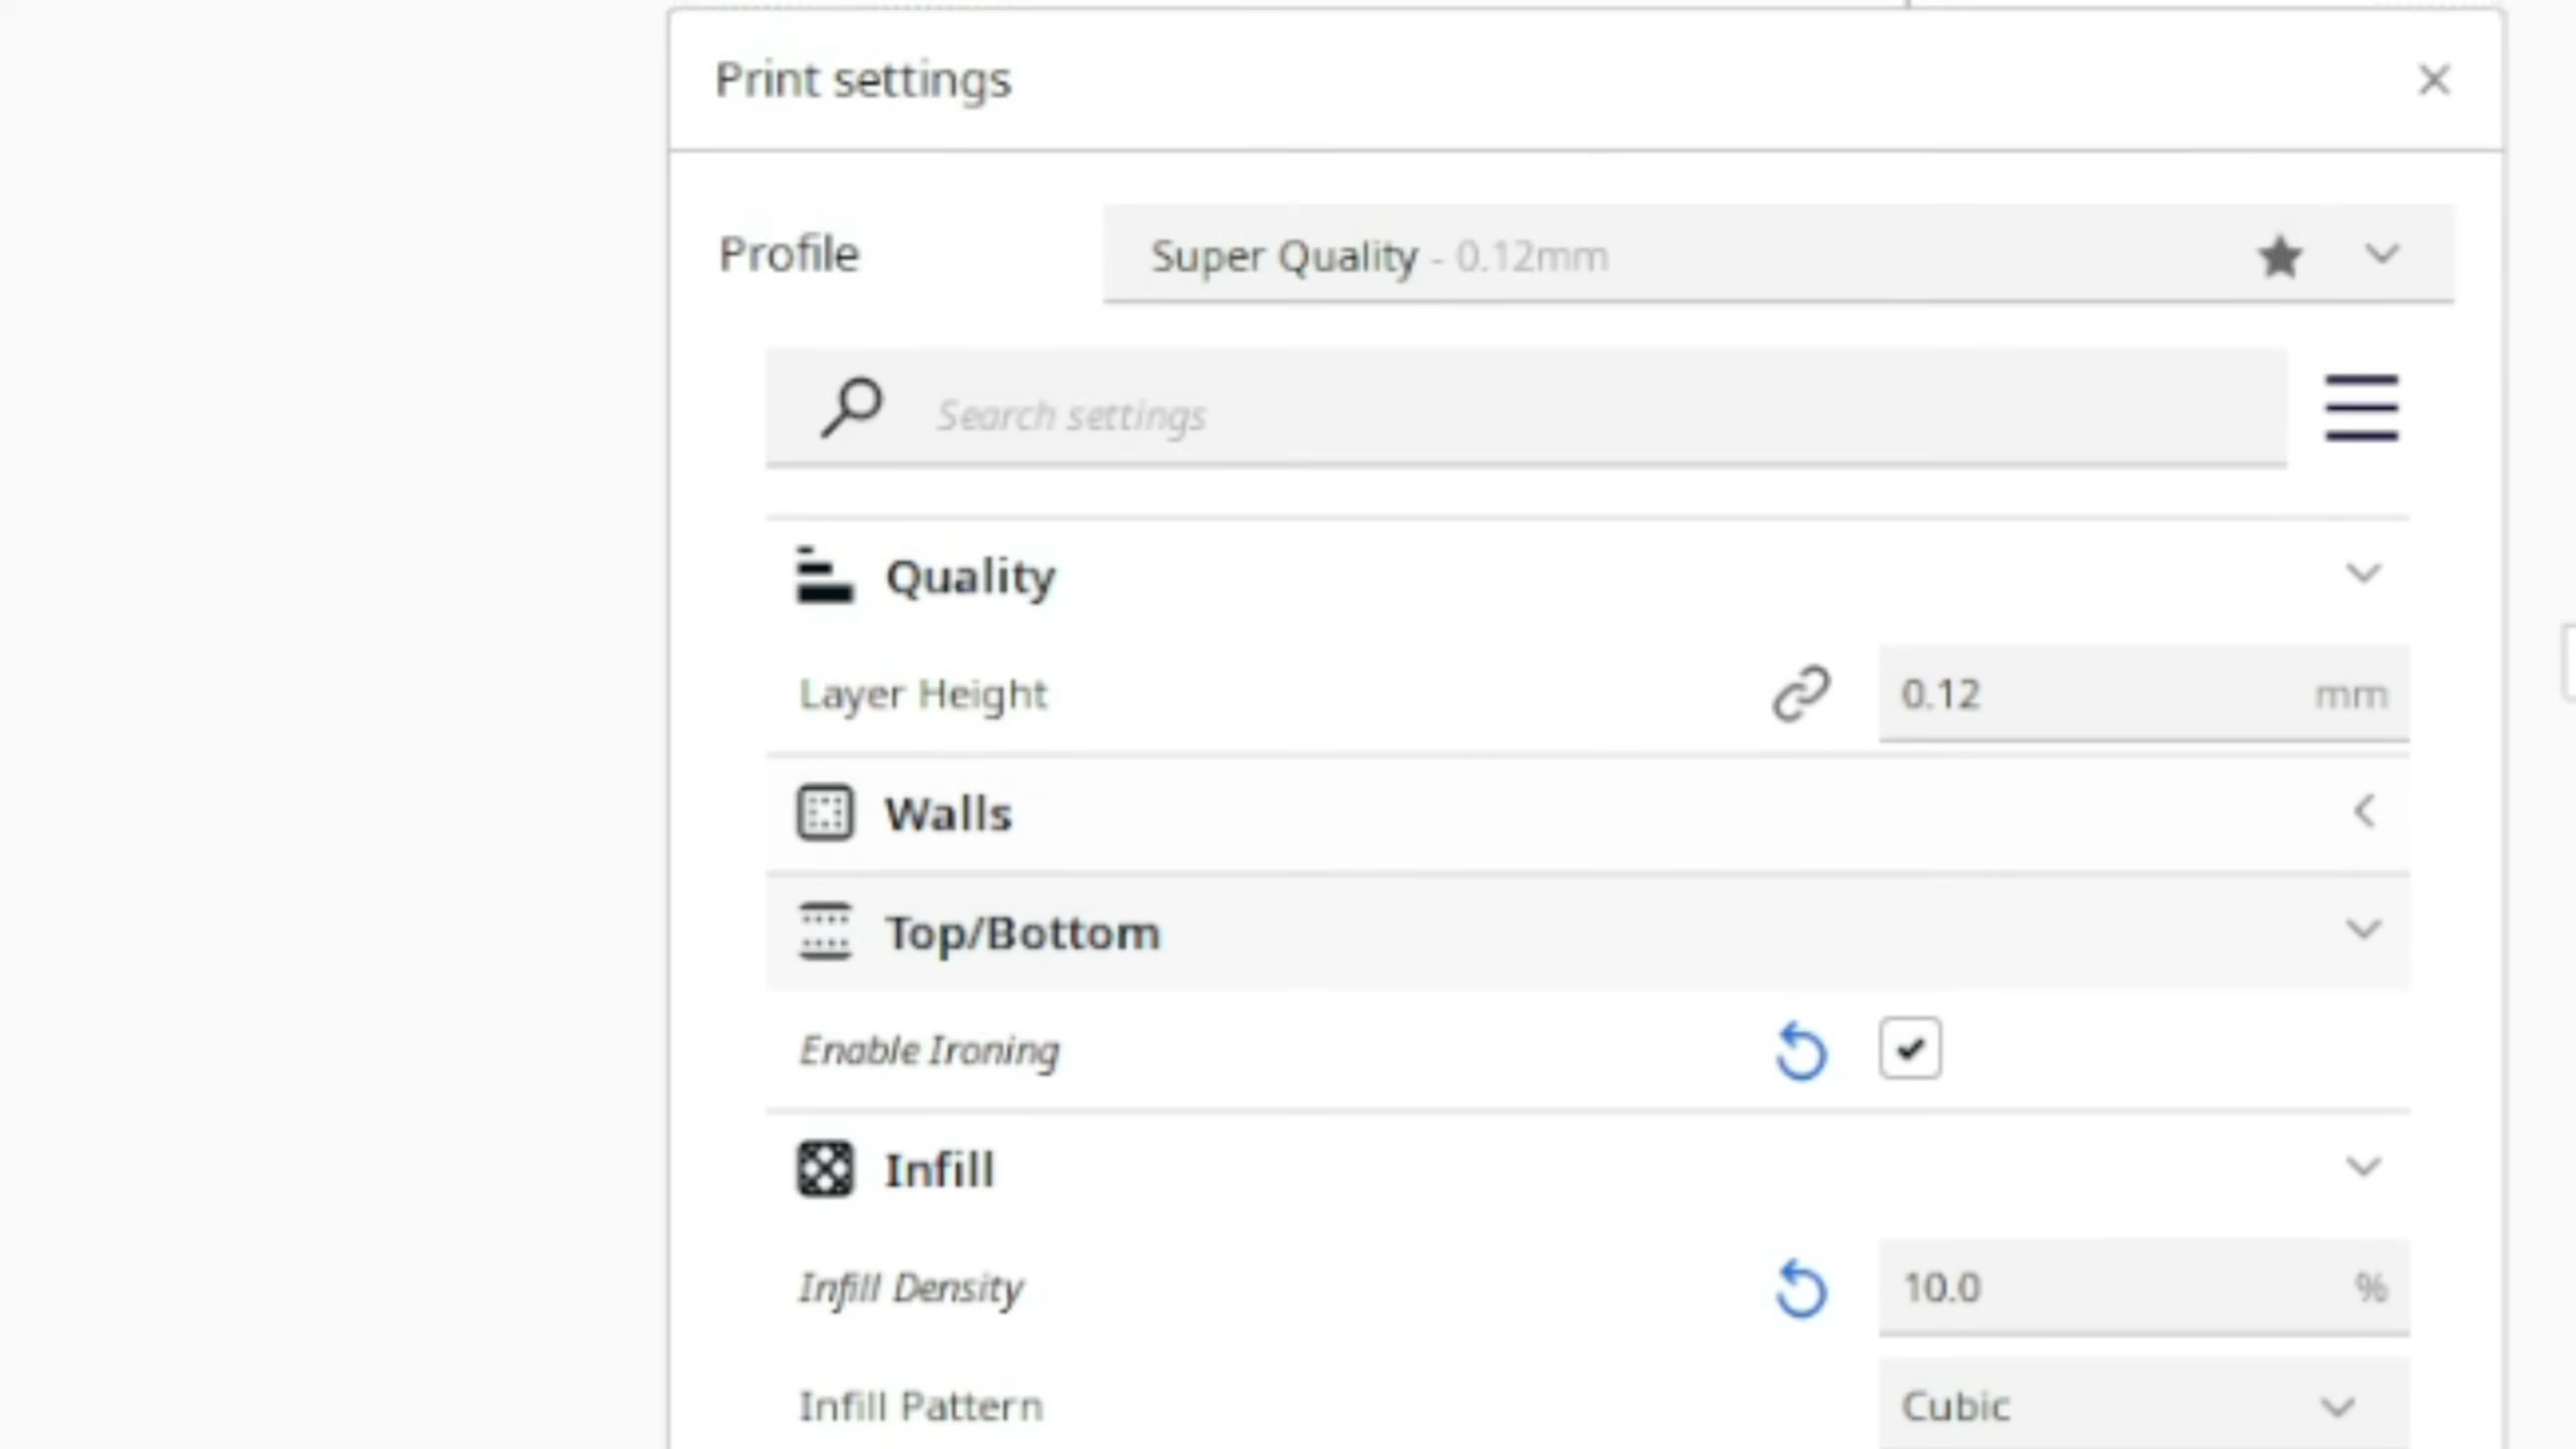 Print settings
Profile
Super Quality - 0.12mm
Search settings
Quality
Layer Height
0.12 mm
Walls
Top/Bottom
Enable Ironing
Infill
Infill Density
10.0 %
Infill Pattern
Cubic